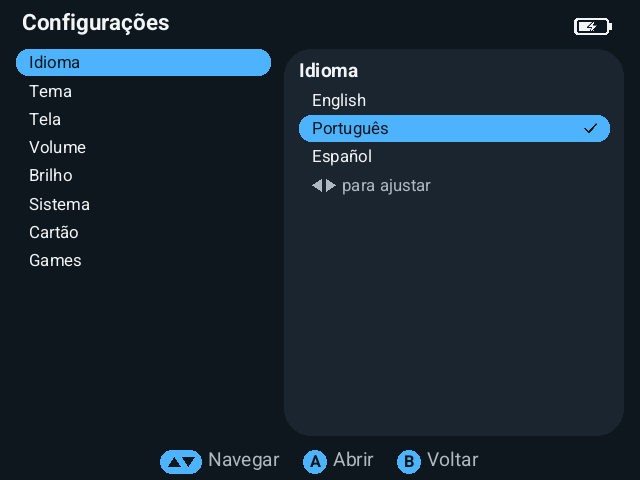 Configurações
Idioma
Tema
Tela
Volume
Brilho
Sistema
Cartão
Games
Idioma
English
Português
Español
para ajustar
Navegar A Abrir B Voltar